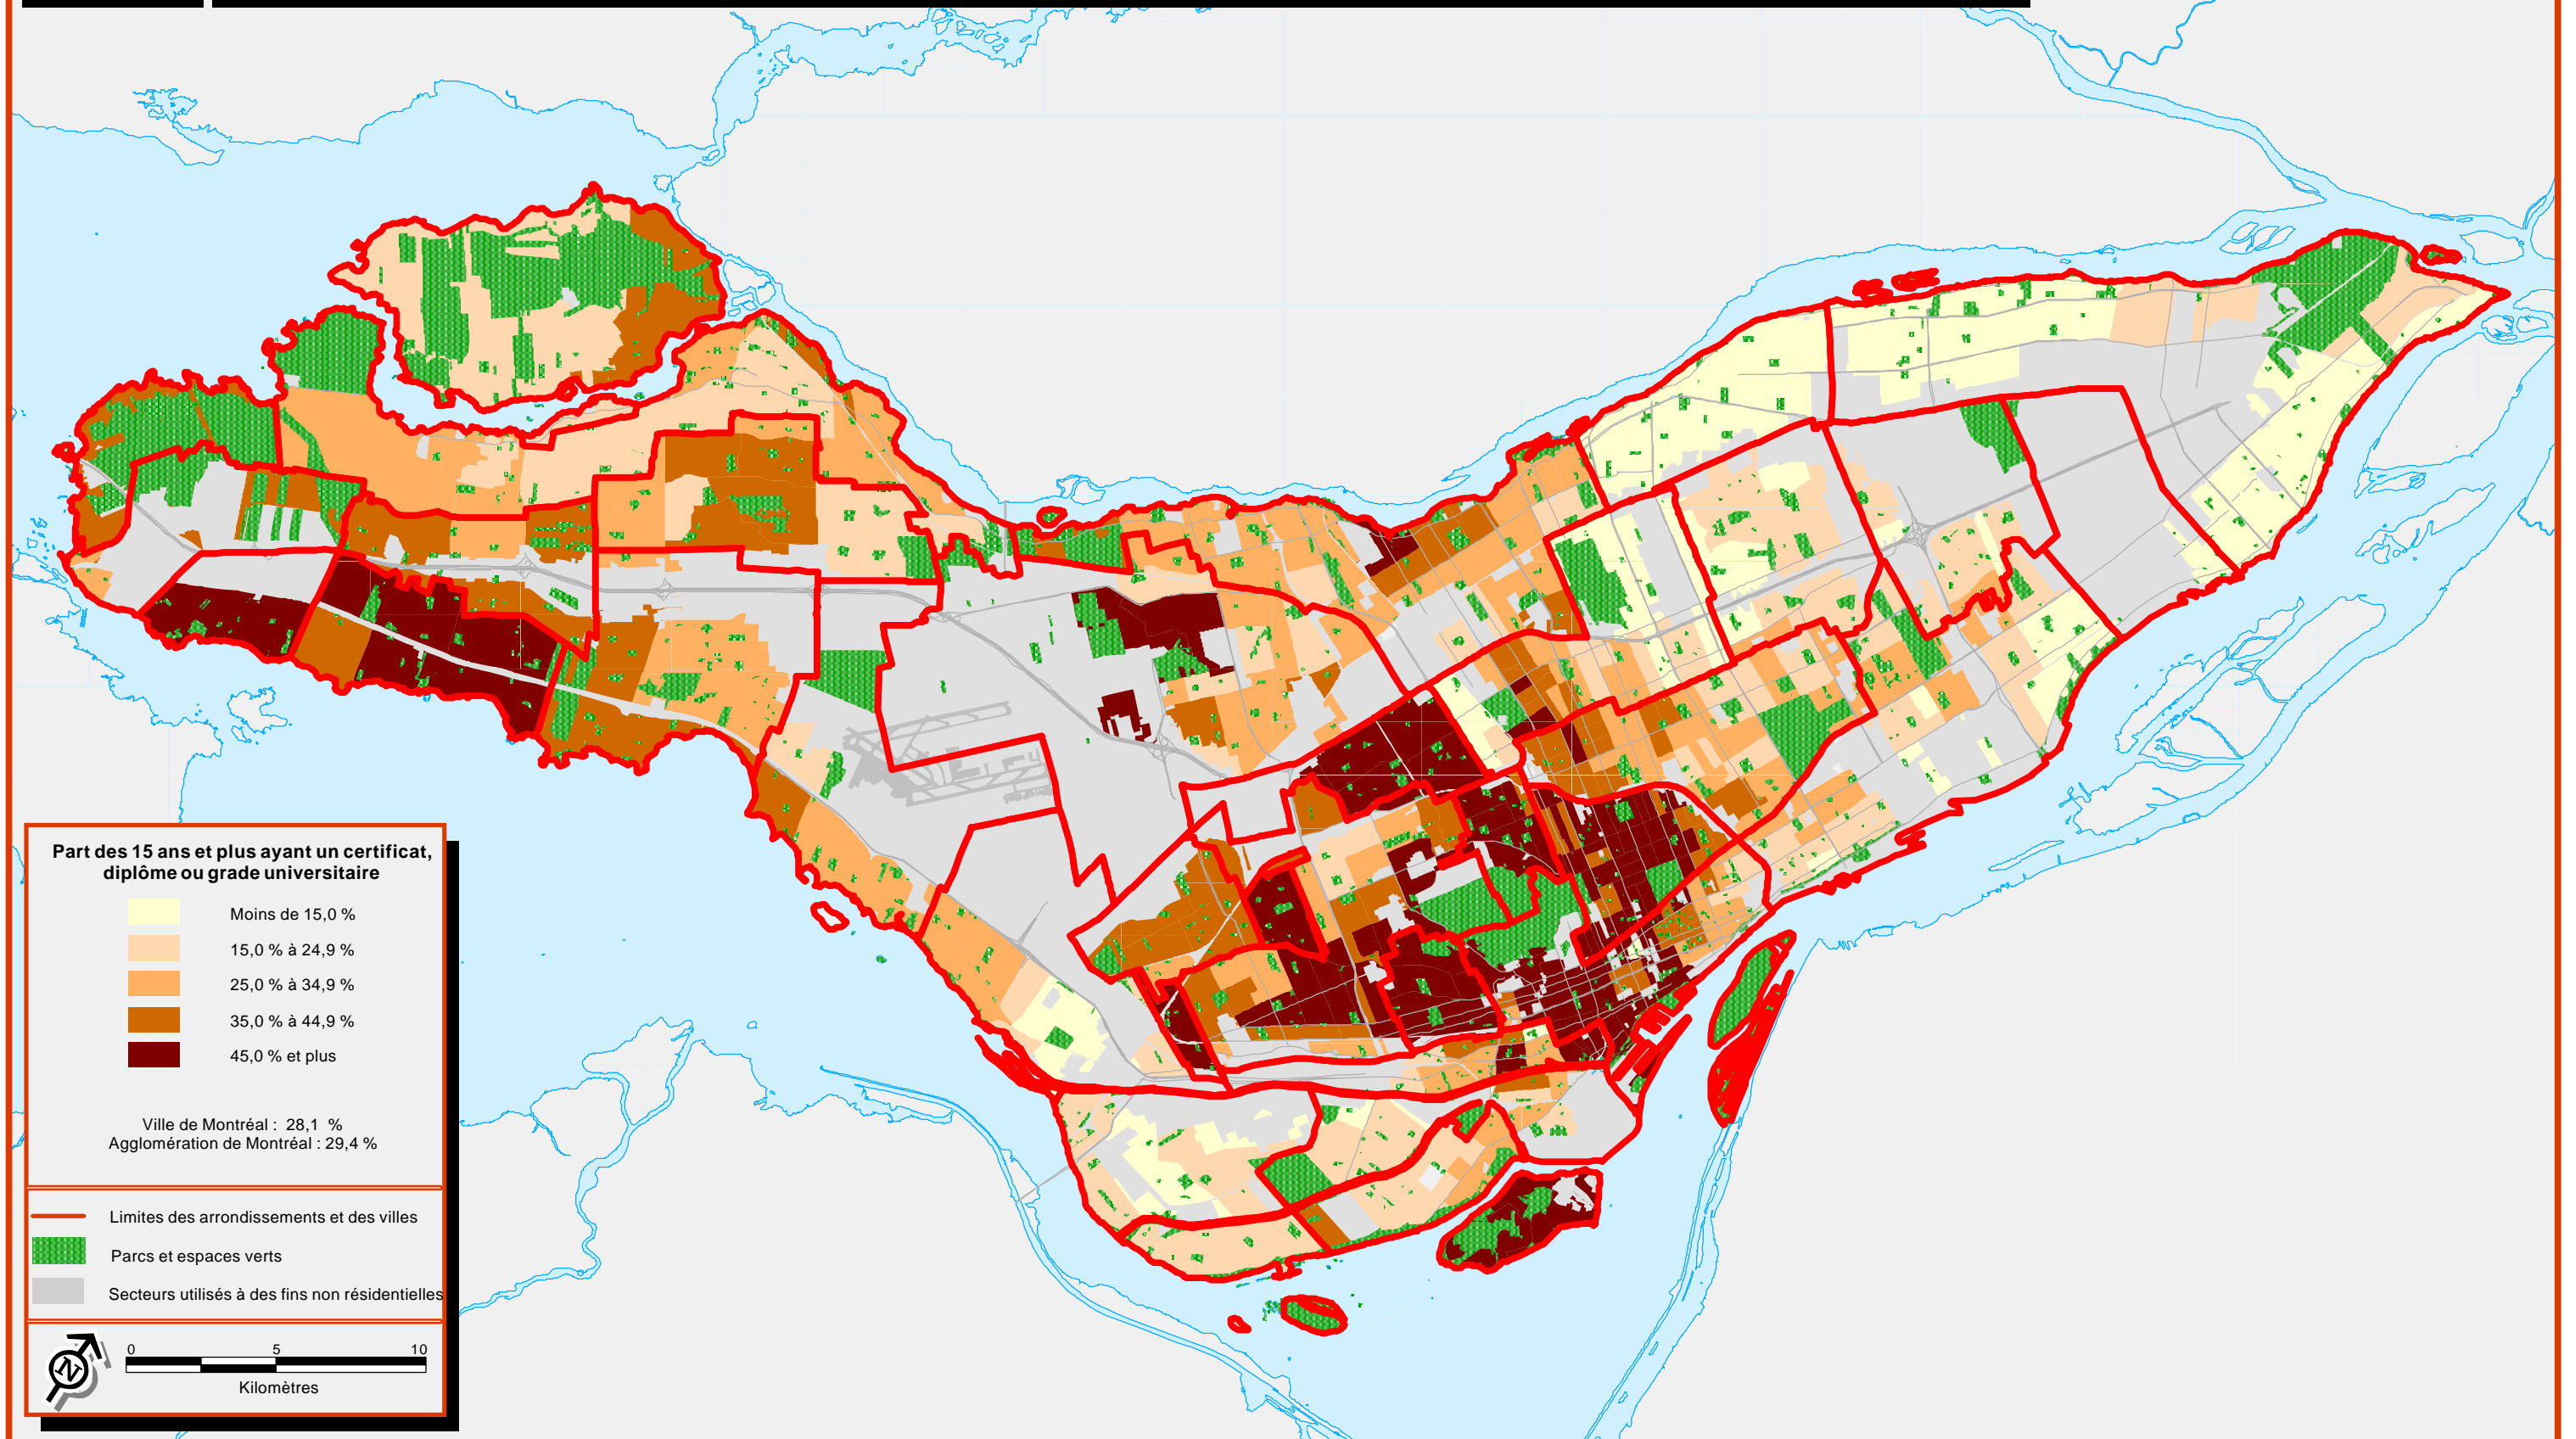 Part des 15 ans et plus ayant un certificat,
diplôme ou grade universitaire
Moins de 15,0 %
15,0 % à 24,9 %
25,0 % à 34,9 %
35,0 % à 44,9 %
45,0 % et plus
Ville de Montréal : 28,1 %
Agglomération de Montréal : 29,4 %
Limites des arrondissements et des villes
Parcs et espaces verts
Secteurs utilisés à des fins non résidentielles
N
0 5 10
Kilomètres